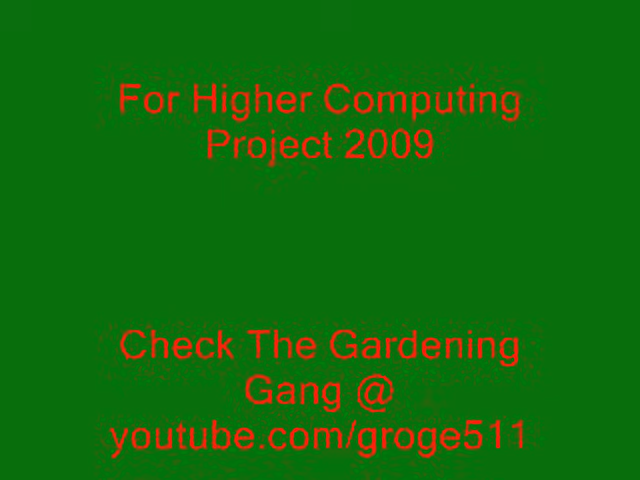 For Higher Computing
Project 2009
Check The Gardening
Gang @
youtube.com/groge511